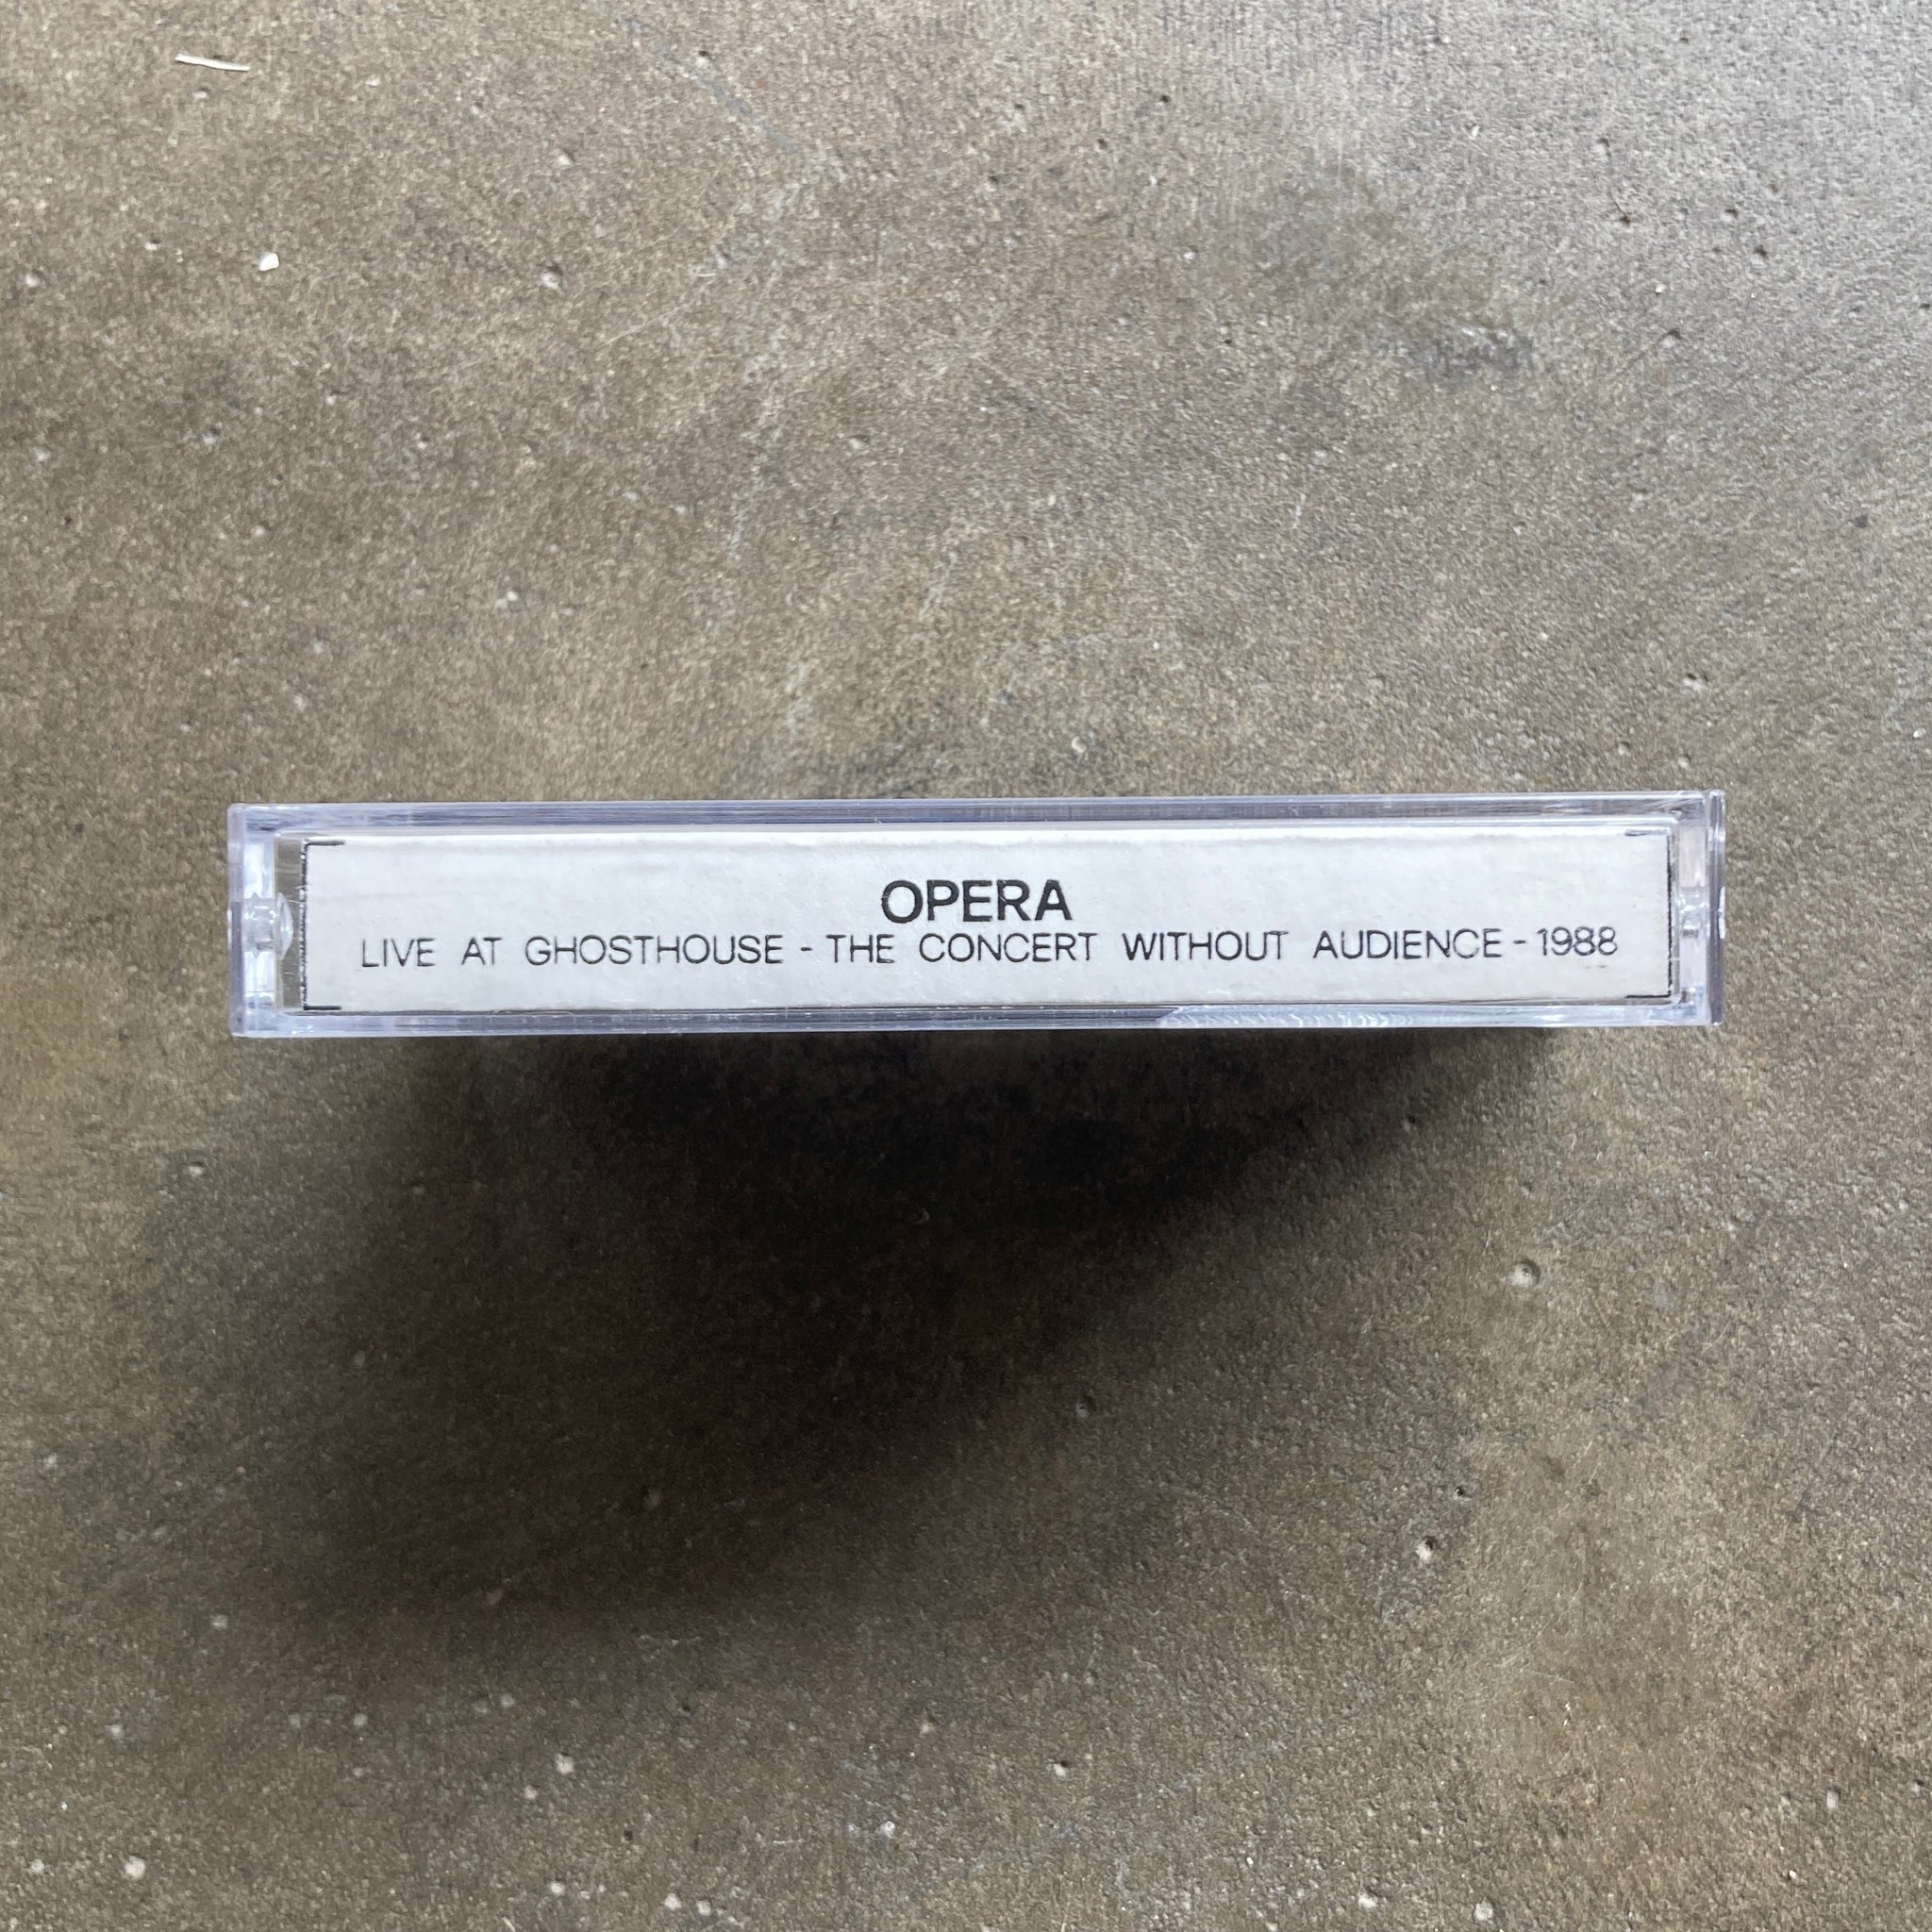 OPERA
LIVE AT GHOSTHOUSE - THE CONCERT WITHOUT AUDIENCE - 1988